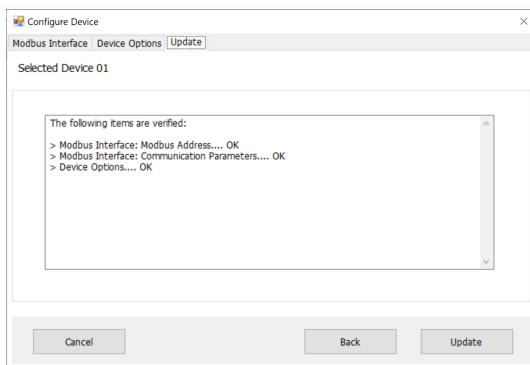 Configure Device
Modbus Interface Device Options Update
Selected Device 01
The following items are verified:
> Modbus Interface: Modbus Address.... OK
> Modbus Interface: Communication Parameters.... OK
> Device Options.... OK
Cancel Back Update